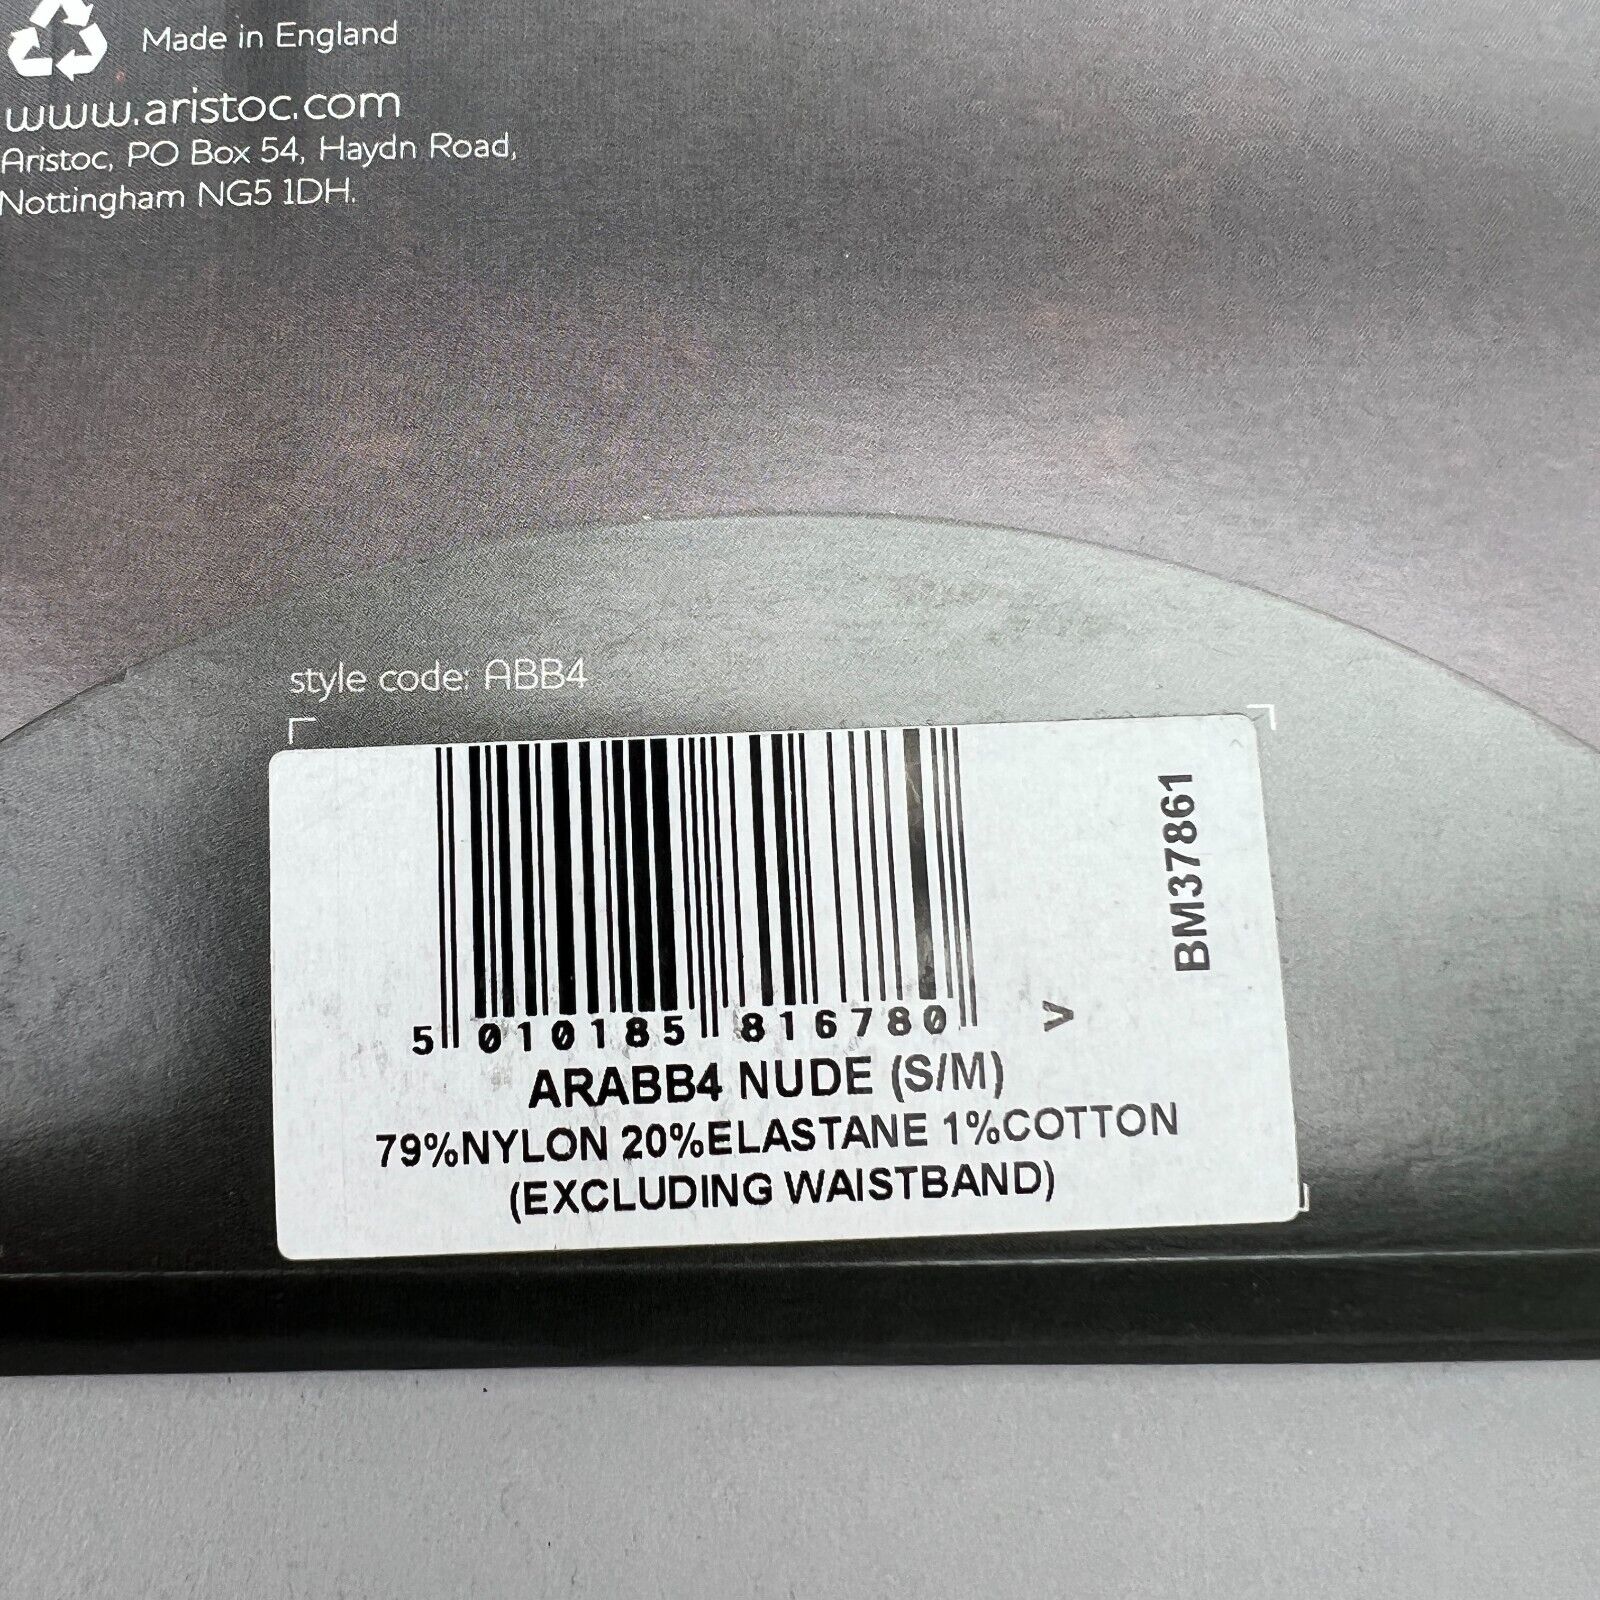 Made in England
www.aristoc.com
Aristoc, PO Box 54, Haydn Road,
Nottingham NG5 1DH.
style code: ABB4
BM37861
5 010185 816780 V
ARABB4 NUDE (S/M)
79%NYLON 20%ELASTANE 1%COTTON
(EXCLUDING WAISTBAND)